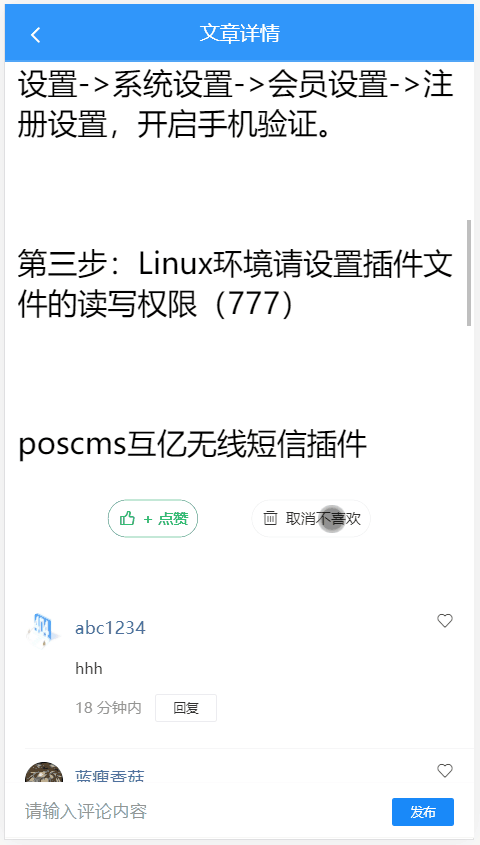 文章详情
设置->系统设置->会员设置->注
册设置，开启手机验证。
第三步：Linux环境请设置插件文
件的读写权限（777）
poscms互亿无线短信插件
+ 点赞
取消不喜欢
abc1234
hhh
18 分钟内
回复
蓝瘦香菇
请输入评论内容
发布